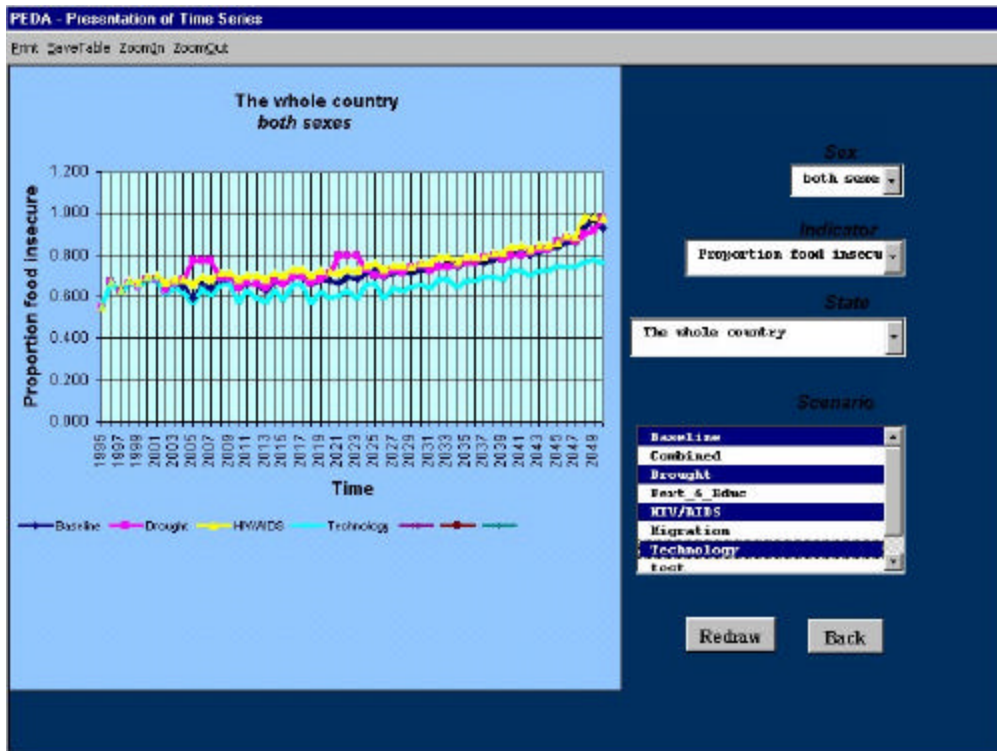 PEDA - Presentation of Time Series
Print SaveTable ZoomIn ZoomOut
The whole country
both sexes
Proportion food insecure
1.200
1.000
0.800
0.600
0.400
0.200
0.000
1995 1997 1999 2001 2003 2005 2007 2009 2011 2013 2015 2017 2019 2021 2023 2025 2027 2029 2031 2033 2035 2037 2039 2041 2043 2045 2047 2049
Time
Baseline Drought HIV/AIDS Technology
Sex
both sexe
Indicator
Proportion food insecu
State
The whole country
Scenario
Baseline
Combined
Drought
Fert_&_Educ
HIV/AIDS
Migration
Technology
Redraw Back